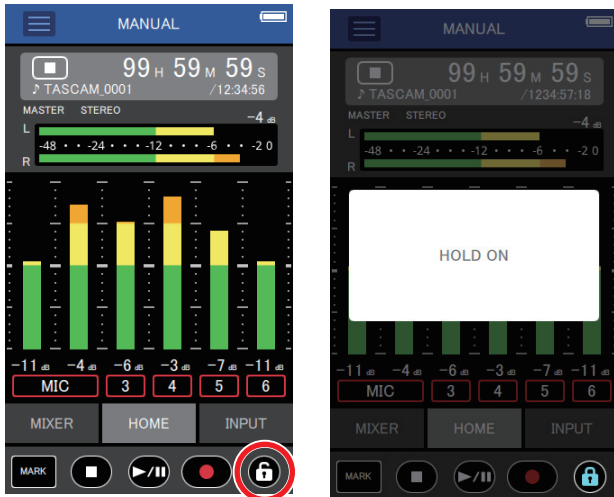 MANUAL
99 H 59 M 59 S
♪ TASCAM_0001 /12:34:56
MASTER STEREO -4 dB
L
-48 • • -24 • • • -12 • • • -6 • • -2 0
R
-11 dB -4 dB -6 dB -3 dB -7 dB -11 dB
MIC 3 4 5 6
MIXER HOME INPUT
MARK
MANUAL
99 H 59 M 59 S
♪ TASCAM_0001 /1234:57:18
MASTER STEREO -4 dB
L
-48 • • -24 • • • -12 • • • -6 • • -2 0
R
HOLD ON
-11 dB -4 dB -6 dB -3 dB -7 dB -11 dB
MIC 3 4 5 6
MIXER HOME INPUT
MARK